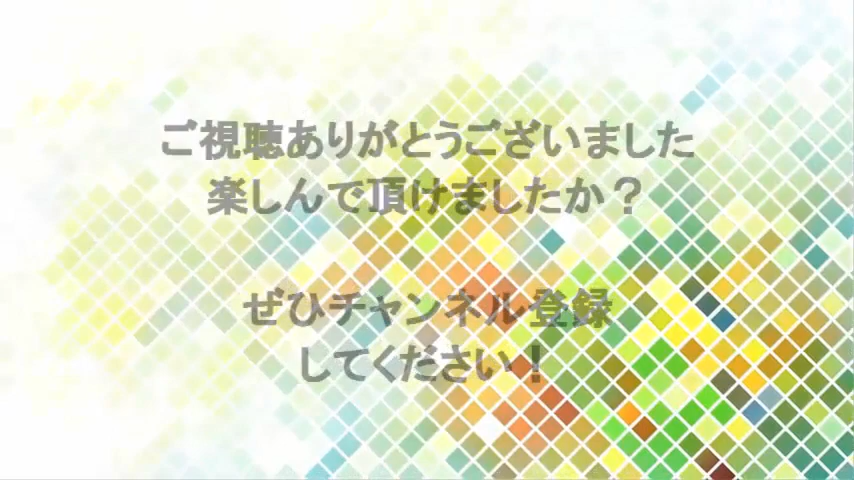 ご視聴ありがとうございました
楽しんで頂けましたか？
ぜひチャンネル登録
してください！